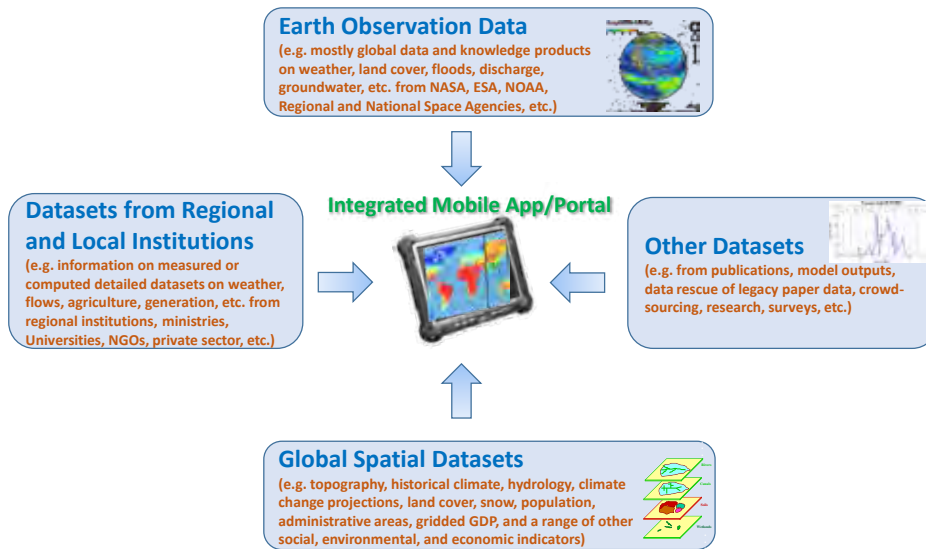 Earth Observation Data
(e.g. mostly global data and knowledge products
on weather, land cover, floods, discharge,
groundwater, etc. from NASA, ESA, NOAA,
Regional and National Space Agencies, etc.)
Integrated Mobile App/Portal
Datasets from Regional
and Local Institutions
(e.g. information on measured or
computed detailed datasets on weather,
flows, agriculture, generation, etc. from
regional institutions, ministries,
Universities, NGOs, private sector, etc.)
Other Datasets
(e.g. from publications, model outputs,
data rescue of legacy paper data, crowd-
sourcing, research, surveys, etc.)
Global Spatial Datasets
(e.g. topography, historical climate, hydrology, climate
change projections, land cover, snow, population,
administrative areas, gridded GDP, and a range of other
social, environmental, and economic indicators)